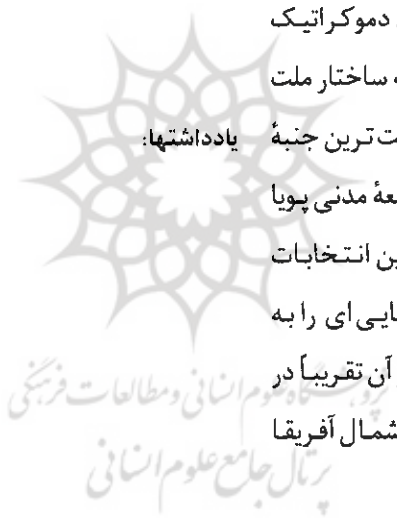 دموکراتیک
ساختار ملت
ت‌ترین جنبهٔ
یادداشتها:
عهٔ مدنی پویا
ین انتخابات
ایی‌ای را به
آن تقریباً در
شمال آفریقا
پژوهشگاه علوم انسانی و مطالعات فرهنگی
پرتال جامع علوم انسانی